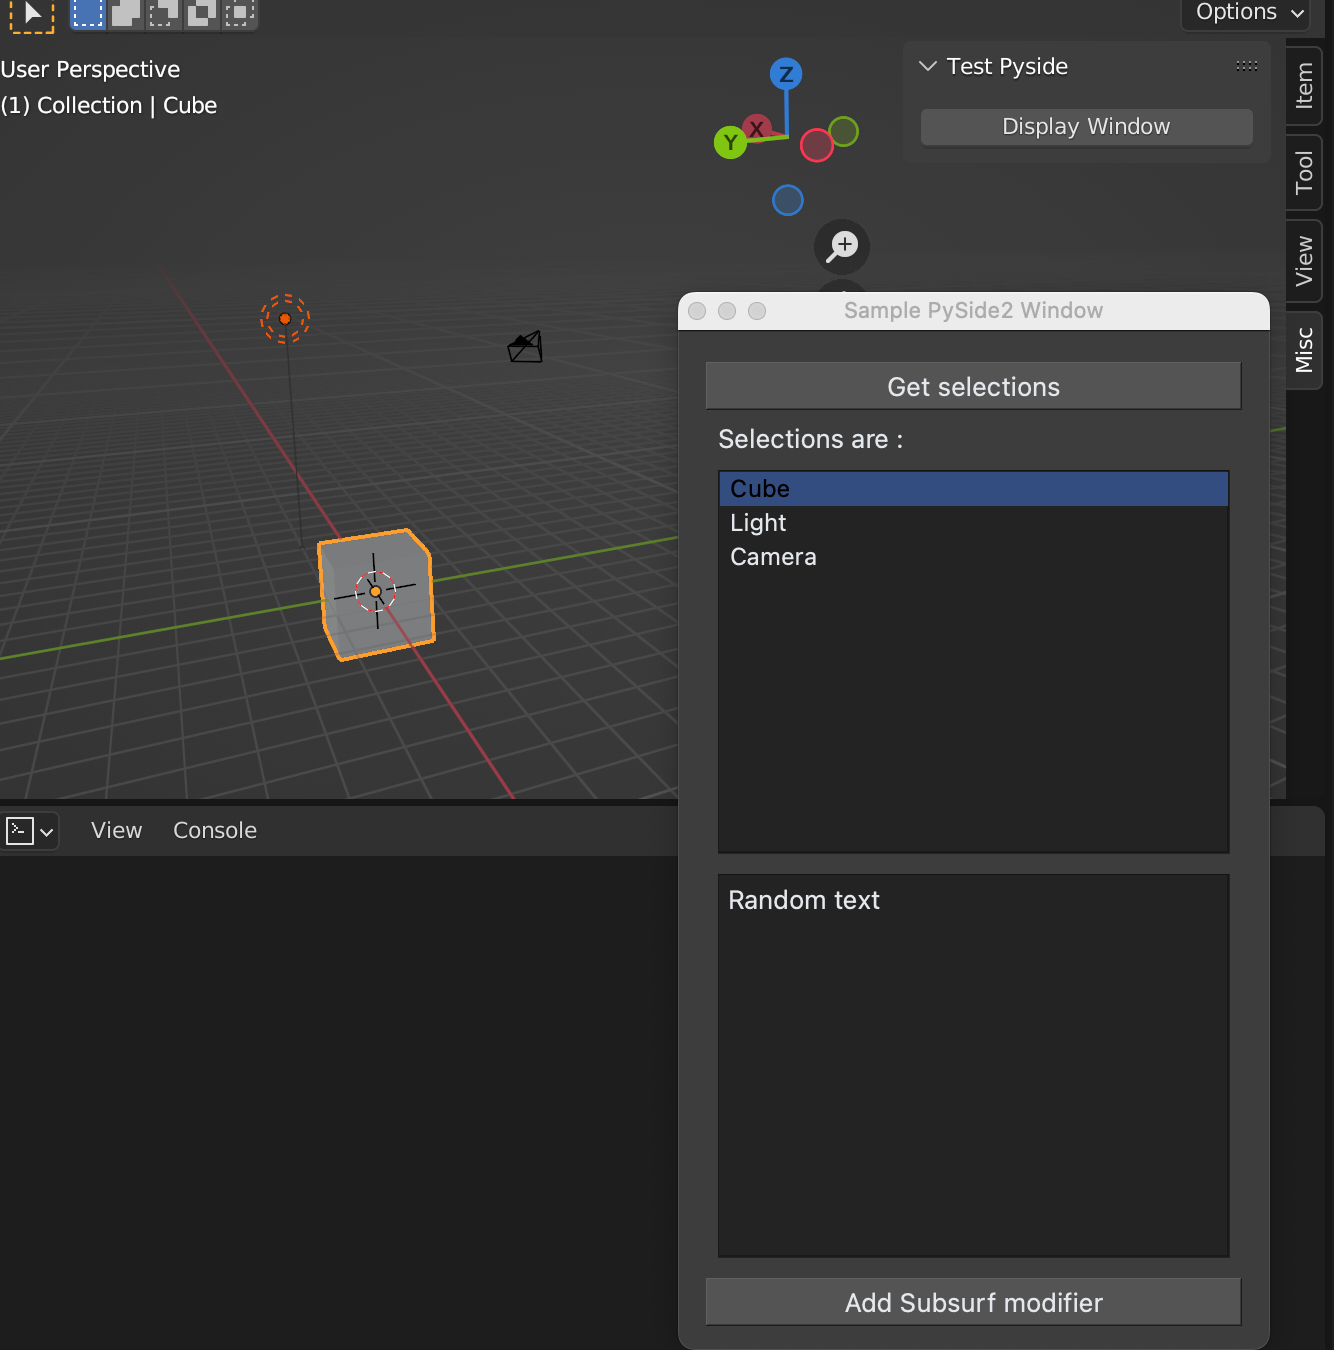 Options
User Perspective
(1) Collection | Cube
Z
X
Y
Test Pyside
Display Window
Item
Tool
View
Misc
Sample PySide2 Window
Get selections
Selections are :
Cube
Light
Camera
Random text
Add Subsurf modifier
View
Console